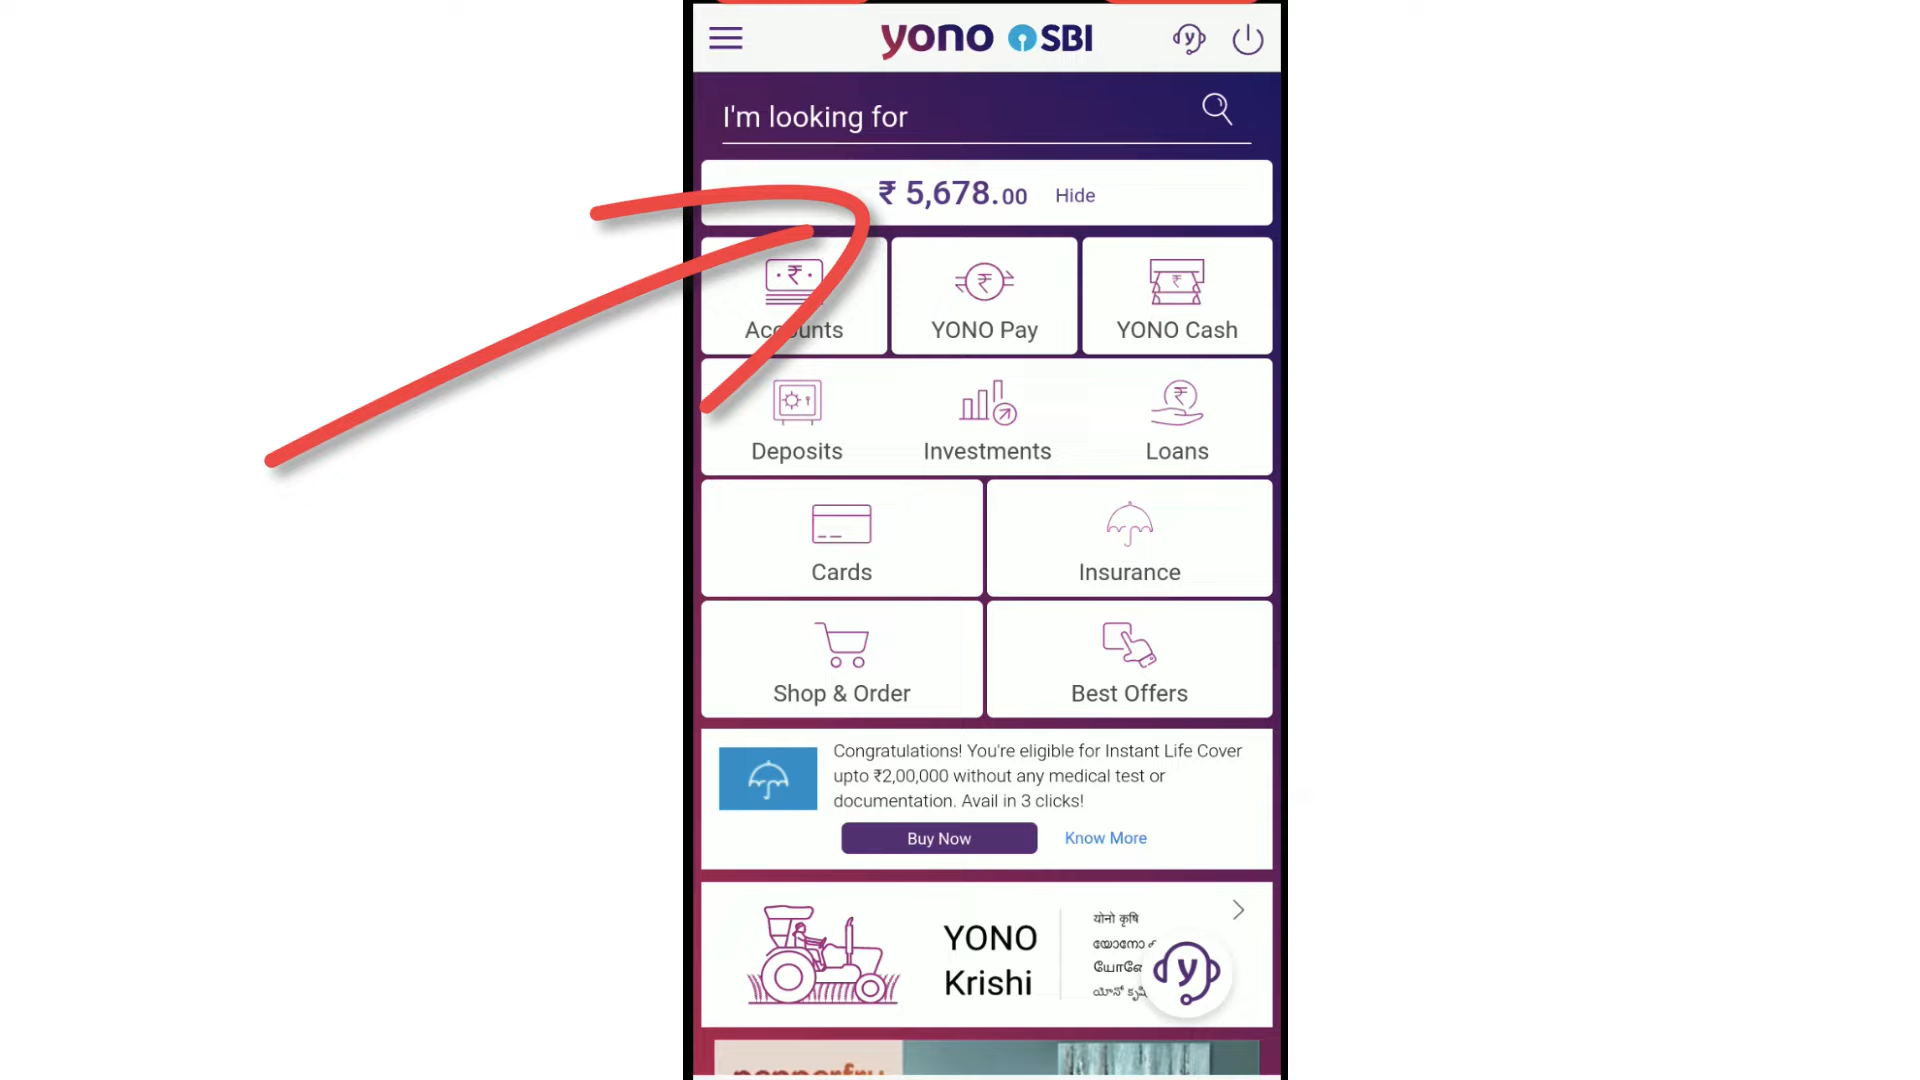 yono SBI
I'm looking for
₹ 5,678.00 Hide
Accounts YONO Pay YONO Cash
Deposits Investments Loans
Cards Insurance
Shop & Order Best Offers
Congratulations! You're eligible for Instant Life Cover
upto ₹2,00,000 without any medical test or
documentation. Avail in 3 clicks!
Buy Now Know More
YONO
Krishi
योनो कृषि
യോനോ
யோனோ
యోనో
y